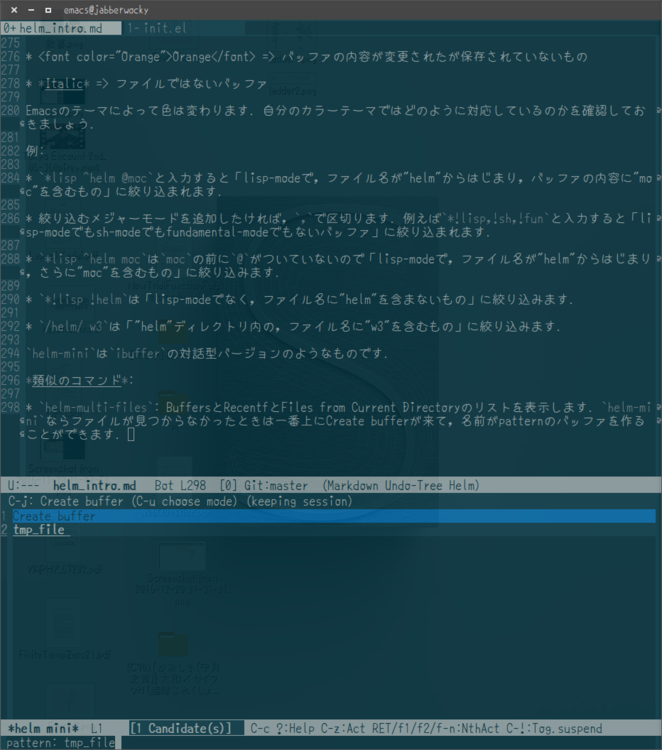 emacs@jabberwocky
0+ helm_intro.md 1- init.el
275
276 * <font color="Orange">Orange</font> => バッファの内容が変更されたが保存されていないもの
277
278 * *Italic* => ファイルではないバッファ
279
280 Emacsのテーマによって色は変わります. 自分のカラーテーマではどのように対応しているのかを確認してお
きましょう.
281
282 例:
283
284 * `*lisp ^helm @moc`と入力すると「lisp-modeで, ファイル名が"helm"からはじまり, バッファの内容に"mo
c"を含むもの」に絞り込まれます.
285
286 * 絞り込むメジャーモードを追加したければ, `,`で区切ります. 例えば`*!lisp,!sh,!fun`と入力すると「li
sp-modeでもsh-modeでもfundamental-modeでもないバッファ」に絞り込まれます.
287
288 * `*lisp ^helm moc`は`moc`の前に`@`がついていないので「lisp-modeで, ファイル名が"helm"からはじまり
, さらに"moc"を含むもの」に絞り込みます.
289
290 * `*!lisp !helm`は「lisp-modeでなく, ファイル名に"helm"を含まないもの」に絞り込みます.
291
292 * `/helm/ w3`は「"helm"ディレクトリ内の, ファイル名に"w3"を含むもの」に絞り込みます.
293
294 `helm-mini`は`ibuffer`の対話型バージョンのようなものです.
295
296 *類似のコマンド*:
297
298 * `helm-multi-files`: BuffersとRecentfとFiles from Current Directoryのリストを表示します. `helm-mi
ni`ならファイルが見つからなかったときは一番上にCreate bufferが来て, 名前がpatternのバッファを作る
ことができます.
U:--- helm_intro.md Bot L298 [0] Git:master (Markdown Undo-Tree Helm)
C-j: Create buffer (C-u choose mode) (keeping session)
1 Create buffer
2 tmp_file
*helm mini* L1 [1 Candidate(s)] C-c ?:Help C-z:Act RET/f1/f2/f-n:NthAct C-!:Tog.suspend
pattern: tmp_file